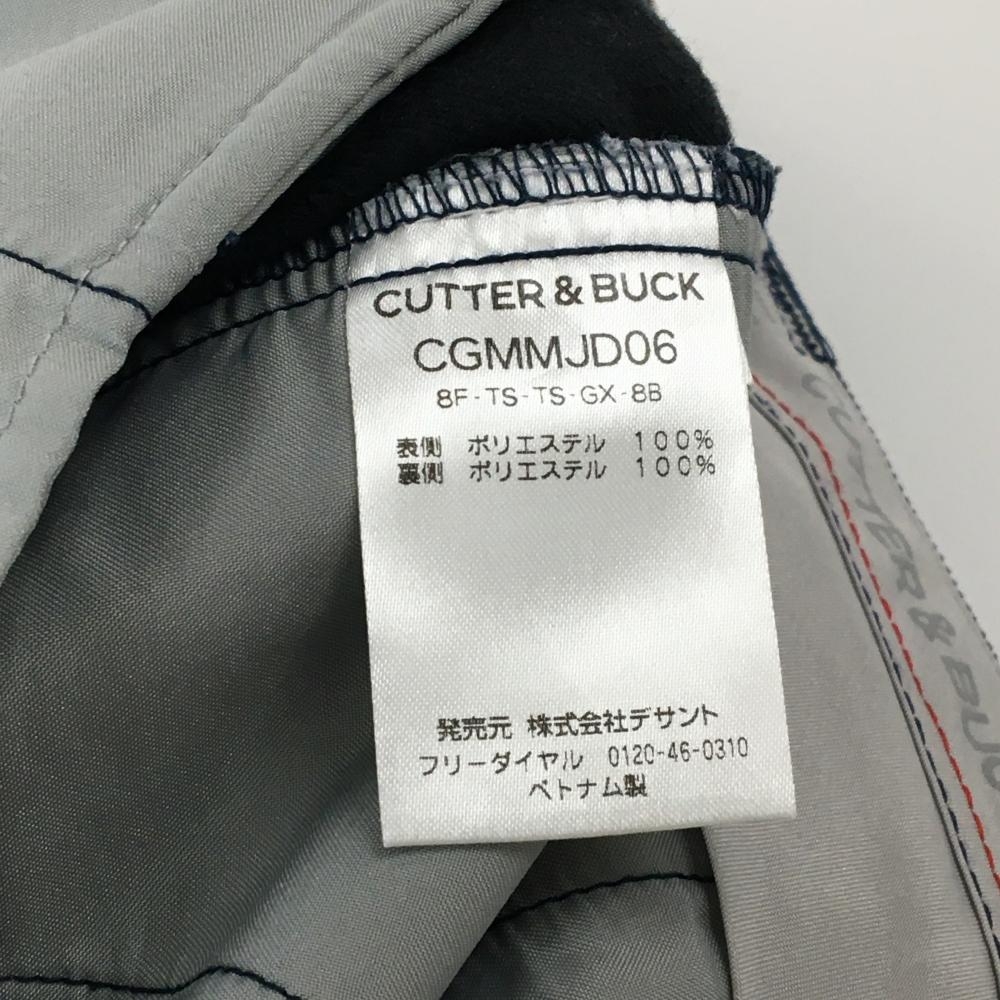 CUTTER & BUCK
CGMMJD06
8F-TS-TS-GX-8B
表側 ポリエステル 100%
裏側 ポリエステル 100%
発売元 株式会社デサント
フリーダイヤル 0120-46-0310
ベトナム製
CUTTER & BUC